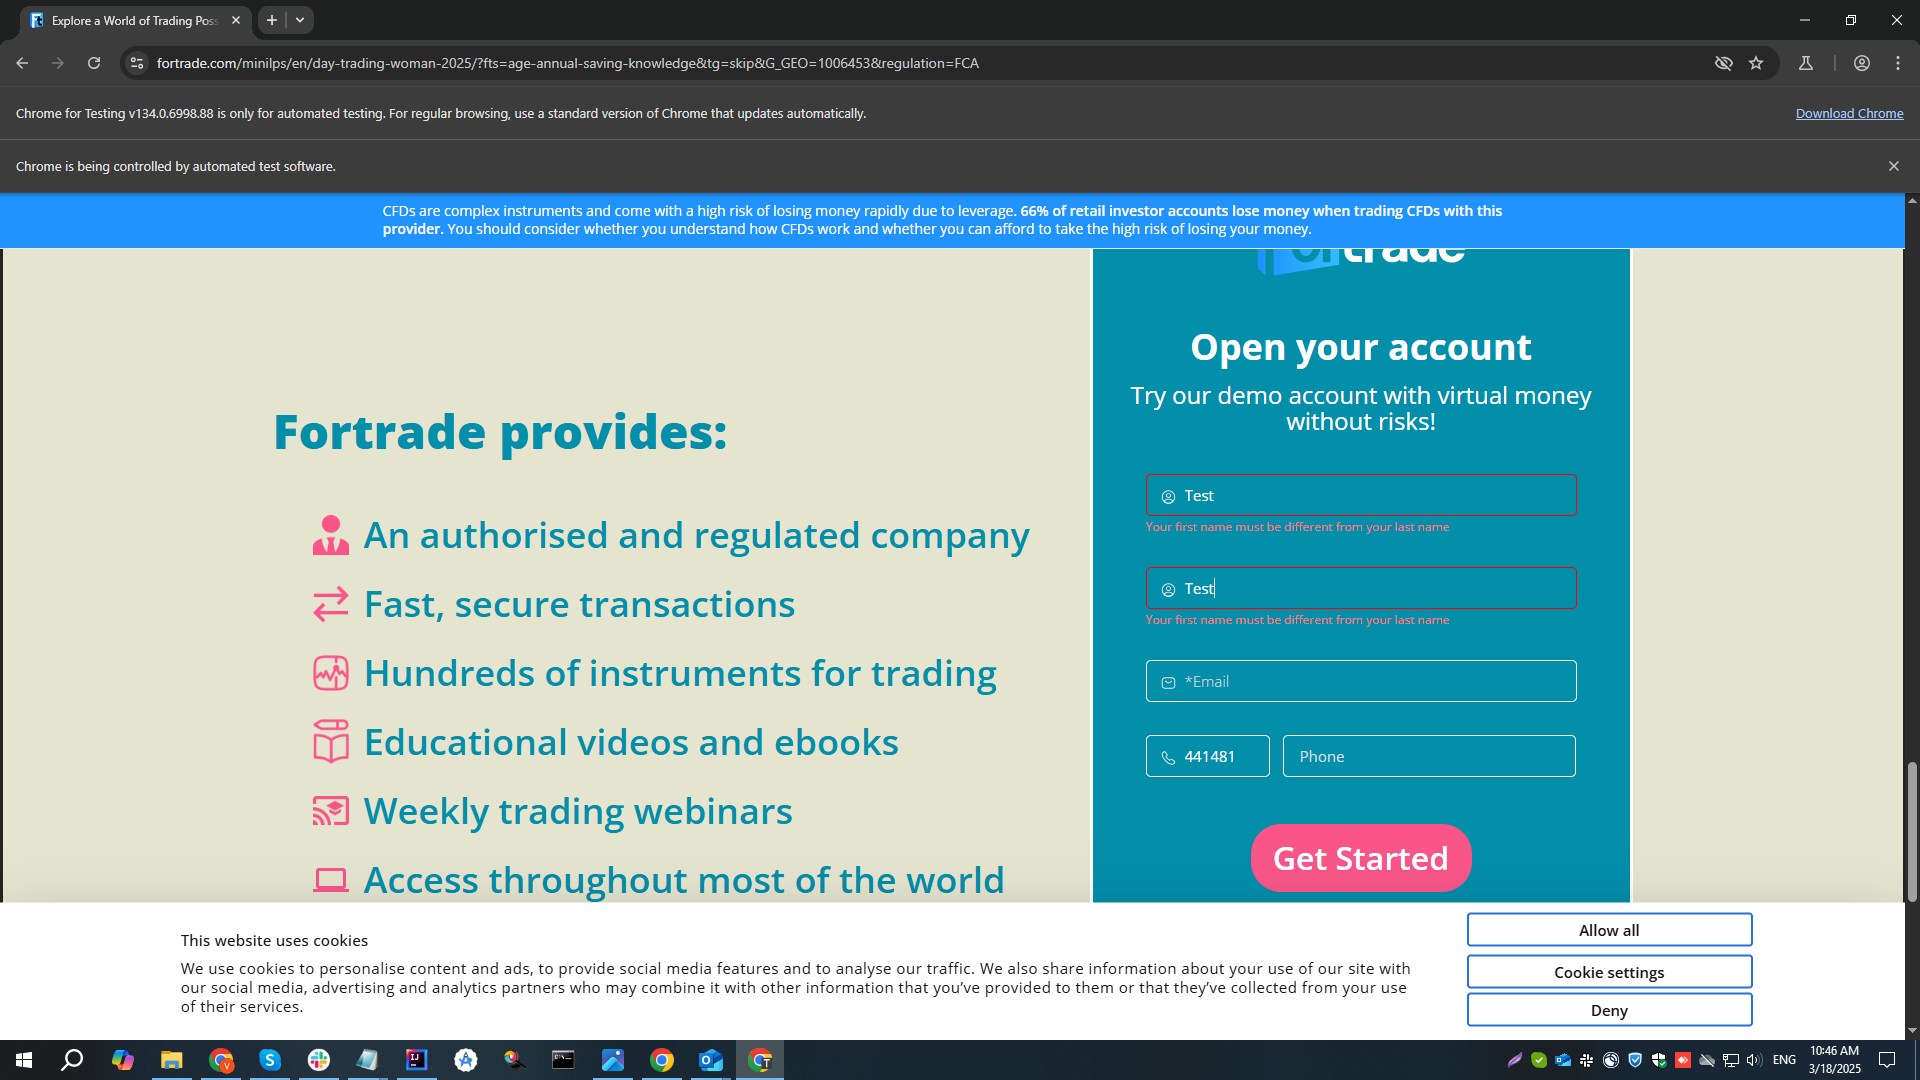 Explore a World of Trading Poss
fortrade.com/minilps/en/day-trading-woman-2025/?fts=age-annual-saving-knowledge&tg=skip&G_GEO=1006453&regulation=FCA
Chrome for Testing v134.0.6998.88 is only for automated testing. For regular browsing, use a standard version of Chrome that updates automatically.
Download Chrome
Chrome is being controlled by automated test software.
CFDs are complex instruments and come with a high risk of losing money rapidly due to leverage. 66% of retail investor accounts lose money when trading CFDs with this
provider. You should consider whether you understand how CFDs work and whether you can afford to take the high risk of losing your money.
fortrade
Open your account
Try our demo account with virtual money
without risks!
Fortrade provides:
An authorised and regulated company
Fast, secure transactions
Hundreds of instruments for trading
Educational videos and ebooks
Weekly trading webinars
Access throughout most of the world
Test
Your first name must be different from your last name
Test
Your first name must be different from your last name
*Email
441481
Phone
Get Started
This website uses cookies
We use cookies to personalise content and ads, to provide social media features and to analyse our traffic. We also share information about your use of our site with
our social media, advertising and analytics partners who may combine it with other information that you've provided to them or that they've collected from your use
of their services.
Allow all
Cookie settings
Deny
ENG
10:46 AM
3/18/2025